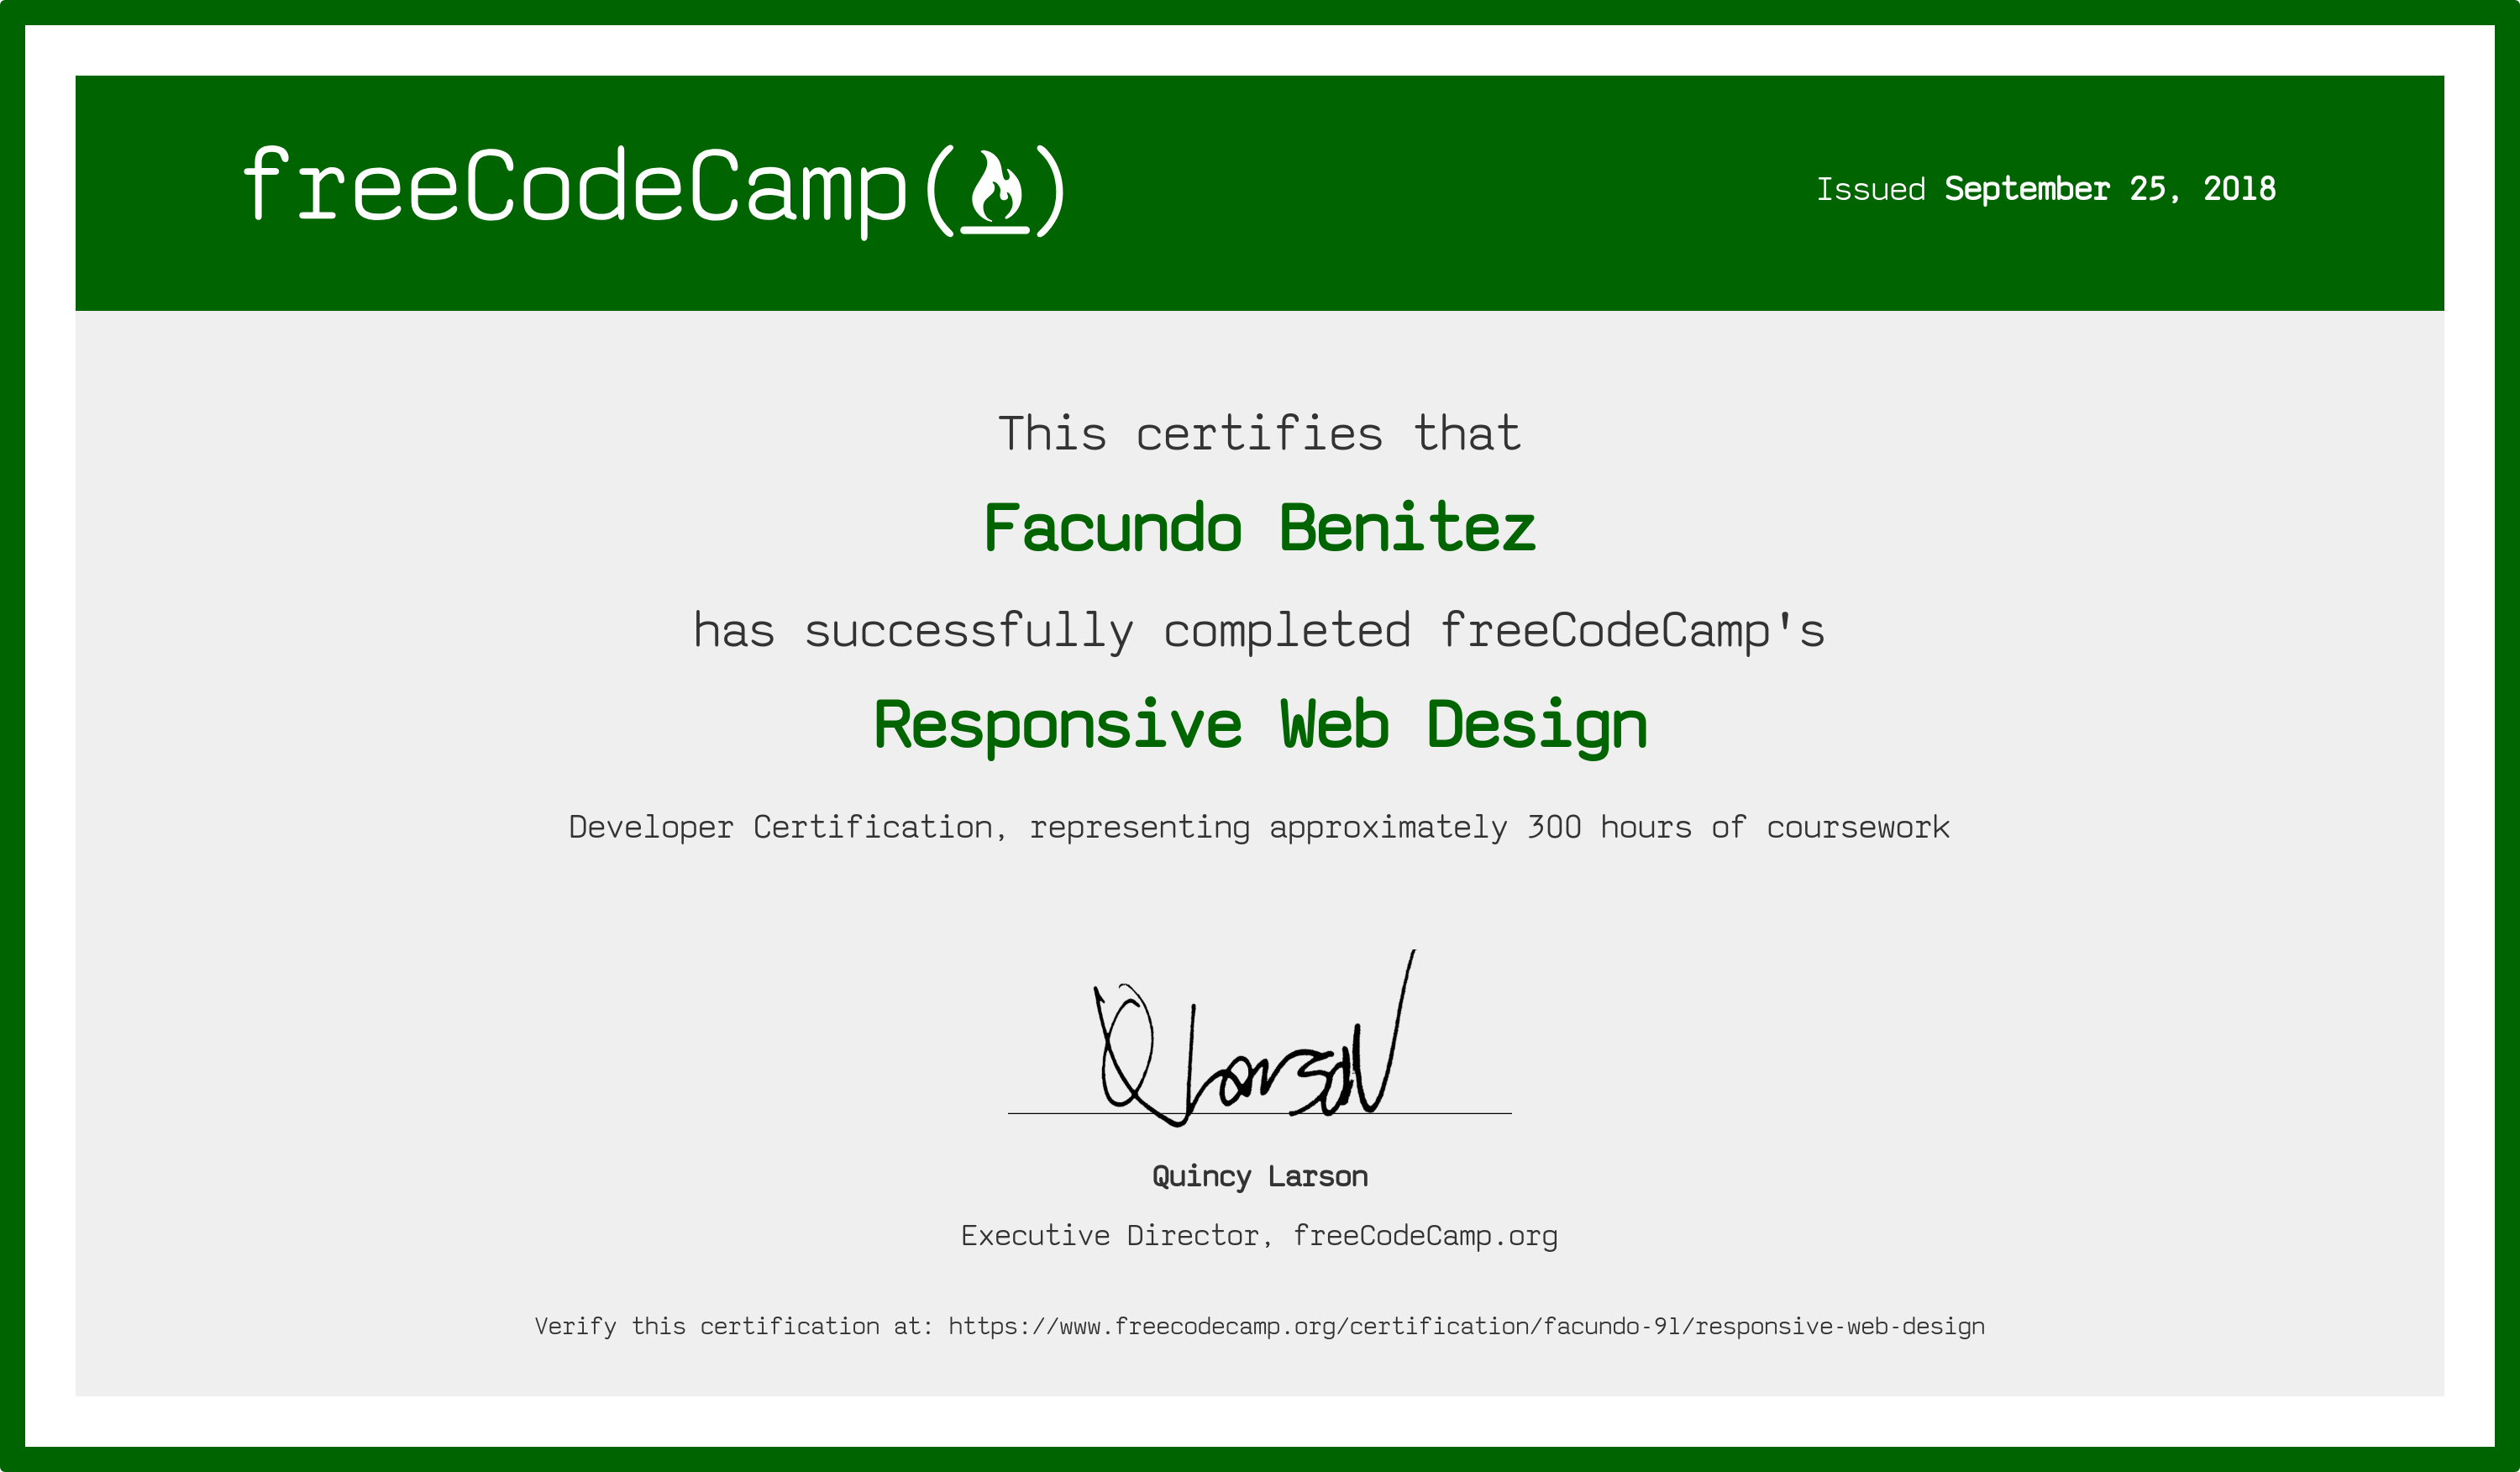 freeCodeCamp(🔥)
Issued September 25, 2018
This certifies that
Facundo Benitez
has successfully completed freeCodeCamp's
Responsive Web Design
Developer Certification, representing approximately 300 hours of coursework
Q Larson
Quincy Larson
Executive Director, freeCodeCamp.org
Verify this certification at: https://www.freecodecamp.org/certification/facundo-91/responsive-web-design